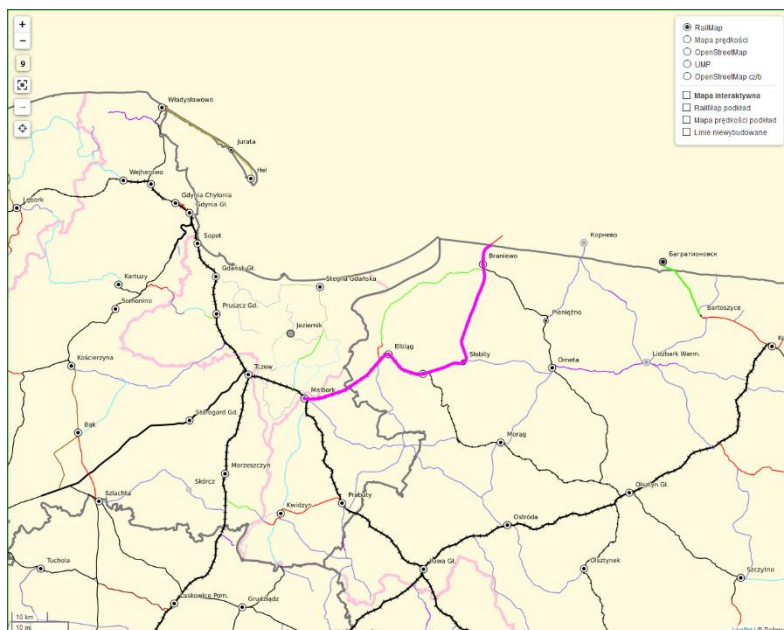 +
−
9
RailMap
Mapa prędkości
OpenStreetMap
UMP
OpenStreetMap cz/b
Mapa interaktywna
RailMap podkład
Mapa prędkości podkład
Linie niewybudowane
Władysławowo
Jurata
Hel
Wejherowo
Gdynia Chylonia
Gdynia Gł.
Lębork
Sopot
Корнево
Braniewo
Багратионовск
Gdańsk Gł.
Stegna Gdańska
Kartuzy
Somonino
Pruszcz Gd.
Pieniężno
Bartoszyce
Jeziernik
Elbląg
Słobity
Kościerzyna
Orneta
Lidzbark Warm.
Tczew
Malbork
Starogard Gd.
Bąk
Morąg
Morzeszczyn
Skórcz
Szlachta
Prabuty
Kwidzyn
Olsztyn Gł.
Ostróda
Tuchola
Iława Gł.
Olsztynek
Szczytno
Laskowice Pom.
Grudziądz
10 km
10 mi